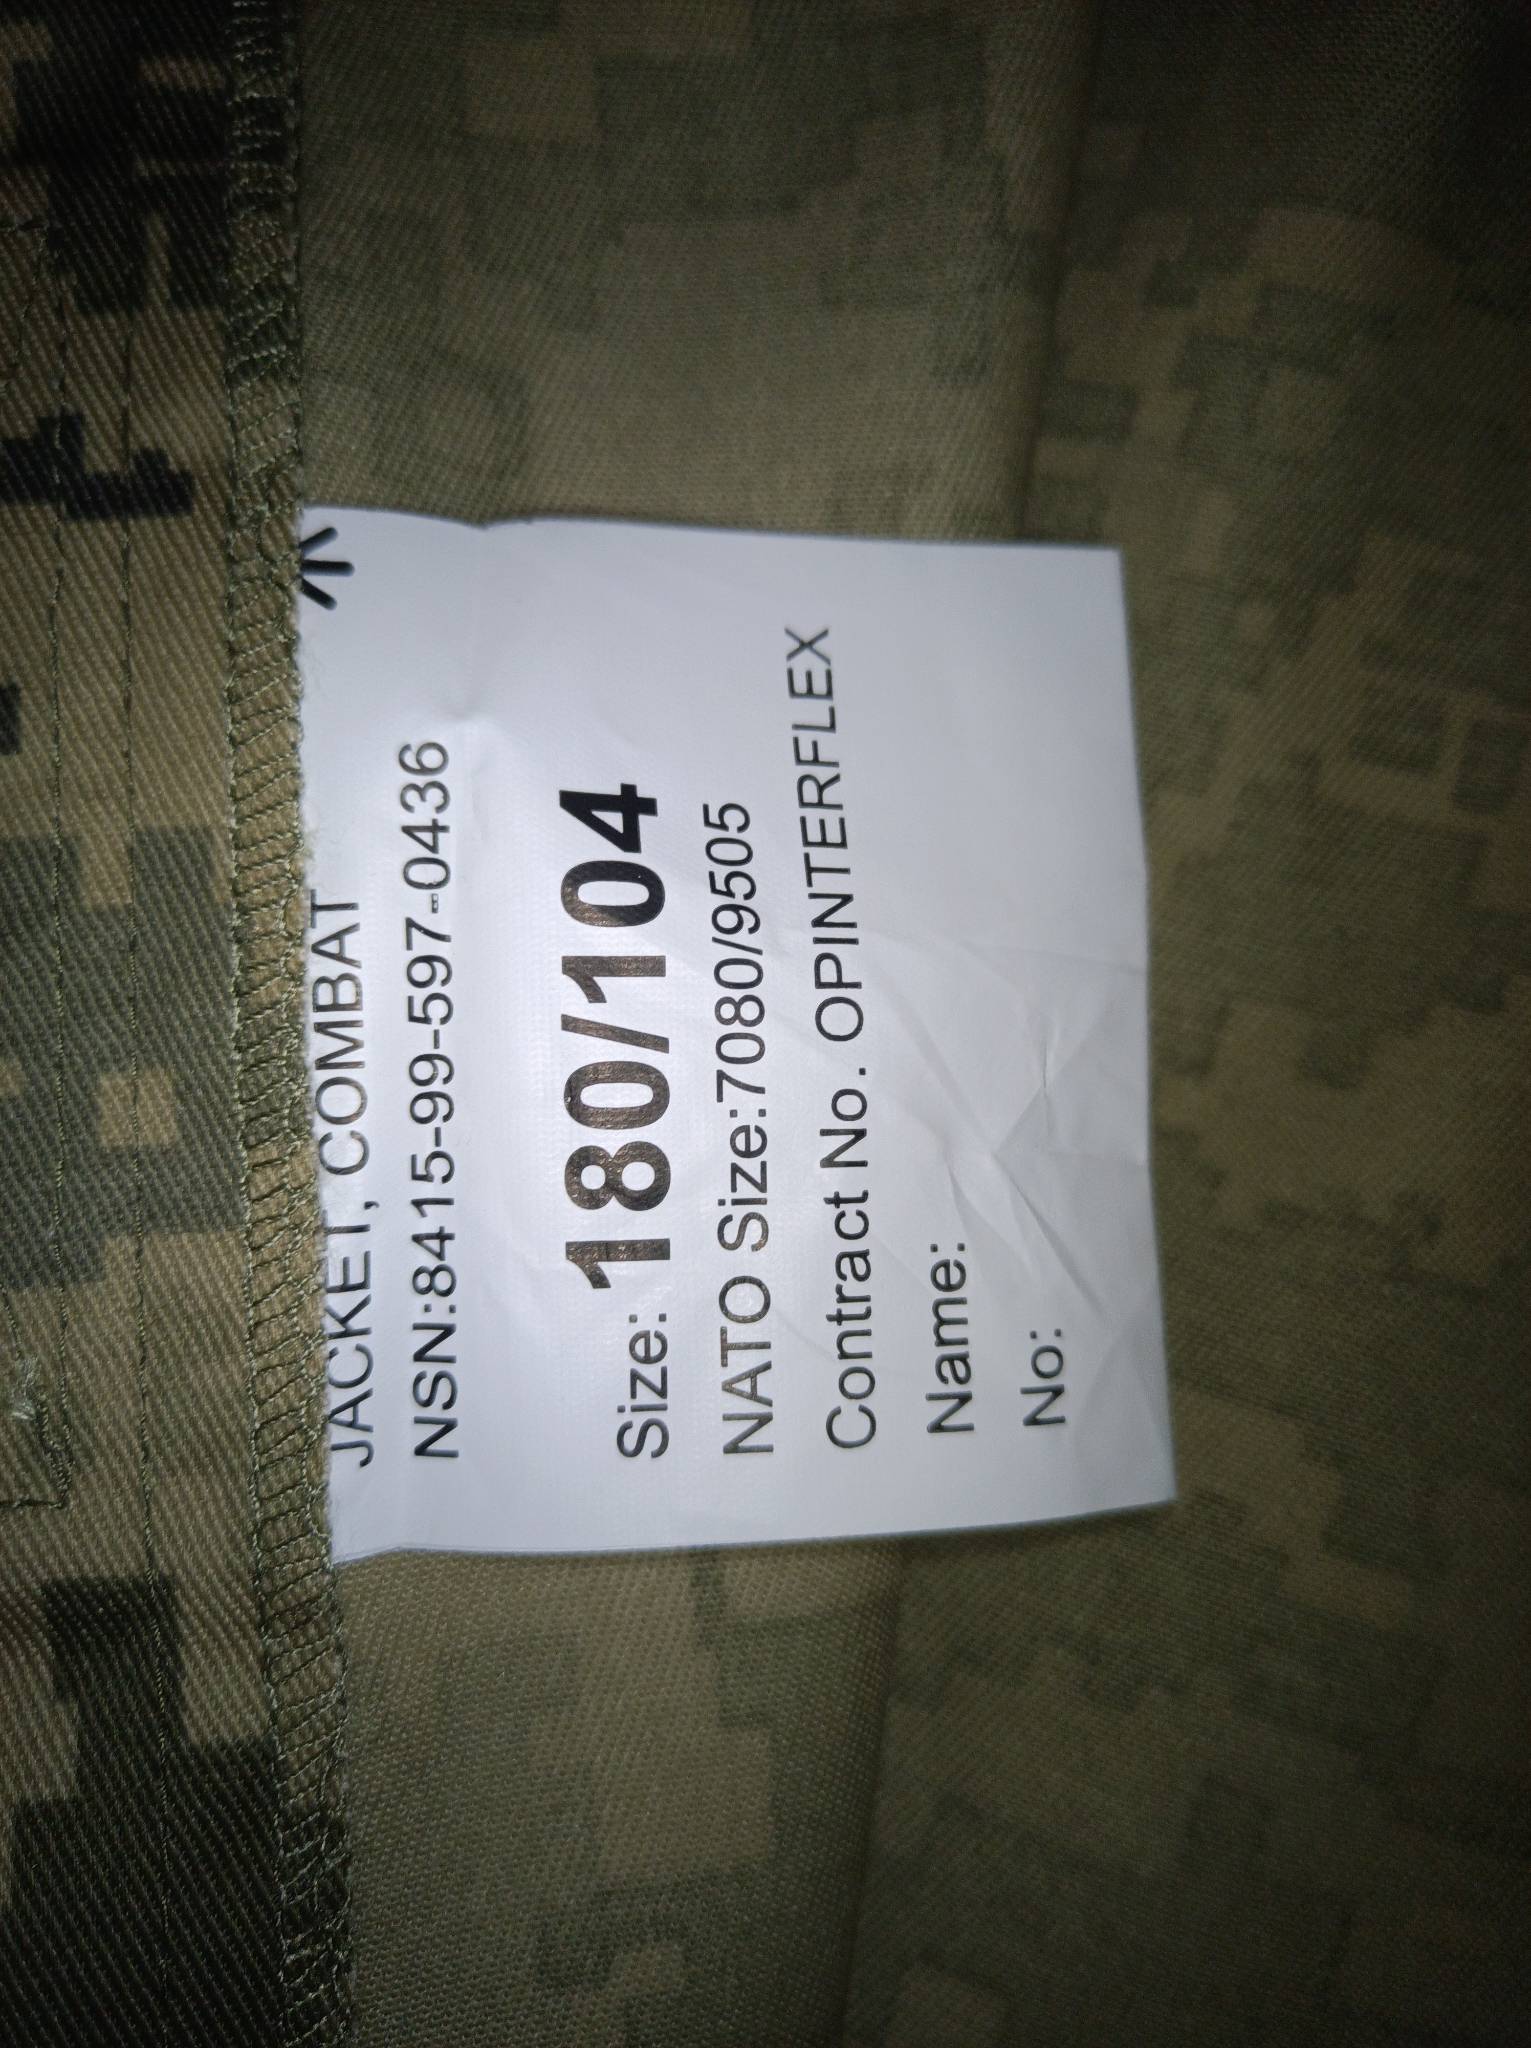 JACKET, COMBAT
NSN:8415-99-597-0436
Size: 180/104
NATO Size:7080/9505
Contract No. OPINTERFLEX
Name:
No: